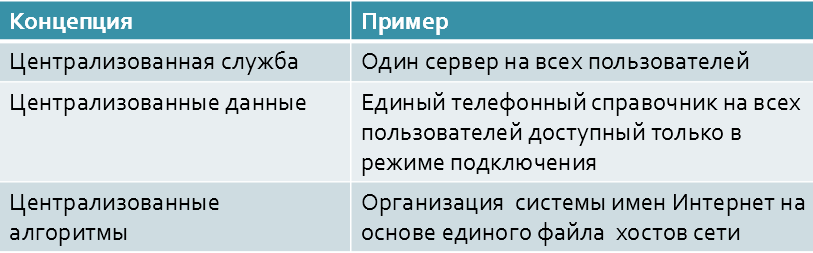 Концепция Пример
Централизованная служба Один сервер на всех пользователей
Централизованные данные Единый телефонный справочник на всех
пользователей доступный только в
режиме подключения
Централизованные Организация системы имен Интернет на
алгоритмы основе единого файла хостов сети